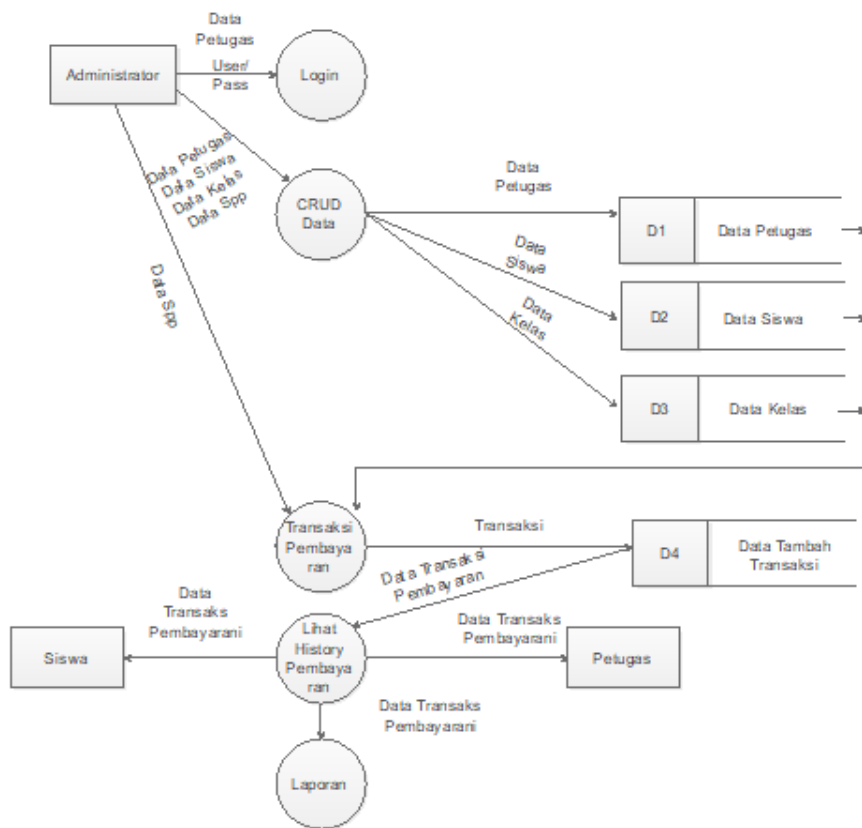 Data
Petugas
User/
Pass
Administrator
Login
Data Petugas
Data Siswa
Data Kelas
Data Spp
CRUD
Data
Data
Petugas
D1
Data Petugas
Data
Siswa
D2
Data Siswa
Data
Kelas
D3
Data Kelas
Data Spp
Transaksi
Pembaya
ran
Transaksi
D4
Data Tambah
Transaksi
Data Transaksi
Pembayaran
Data
Transaks
Pembayarani
Siswa
Lihat
History
Pembaya
ran
Data Transaks
Pembayarani
Petugas
Data Transaks
Pembayarani
Laporan